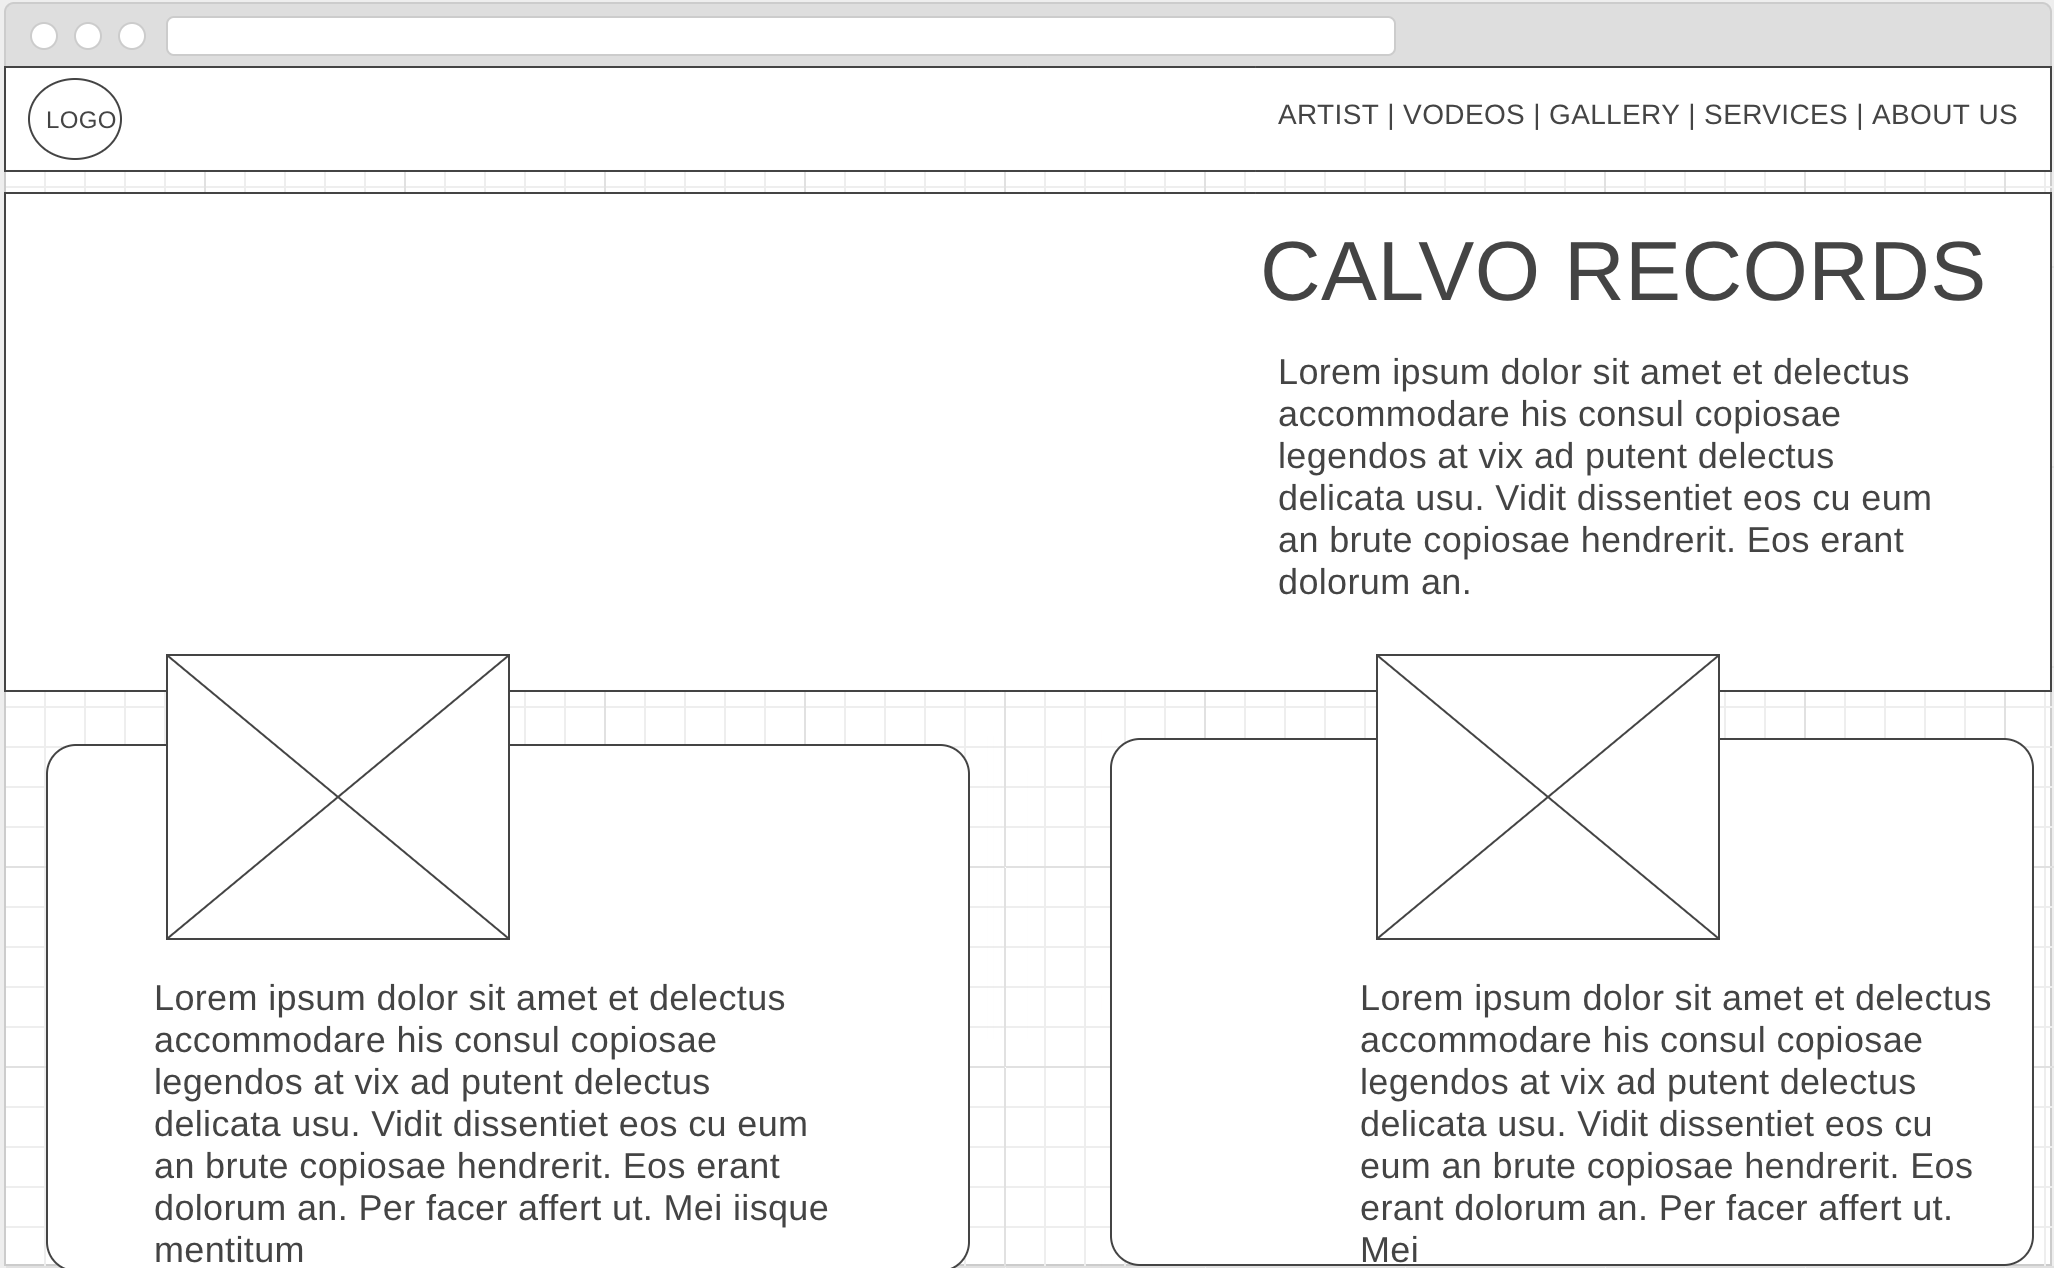 LOGO
ARTIST | VODEOS | GALLERY | SERVICES | ABOUT US
CALVO RECORDS
Lorem ipsum dolor sit amet et delectus
accommodare his consul copiosae
legendos at vix ad putent delectus
delicata usu. Vidit dissentiet eos cu eum
an brute copiosae hendrerit. Eos erant
dolorum an.
Lorem ipsum dolor sit amet et delectus
accommodare his consul copiosae
legendos at vix ad putent delectus
delicata usu. Vidit dissentiet eos cu eum
an brute copiosae hendrerit. Eos erant
dolorum an. Per facer affert ut. Mei iisque
mentitum
Lorem ipsum dolor sit amet et delectus
accommodare his consul copiosae
legendos at vix ad putent delectus
delicata usu. Vidit dissentiet eos cu
eum an brute copiosae hendrerit. Eos
erant dolorum an. Per facer affert ut.
Mei